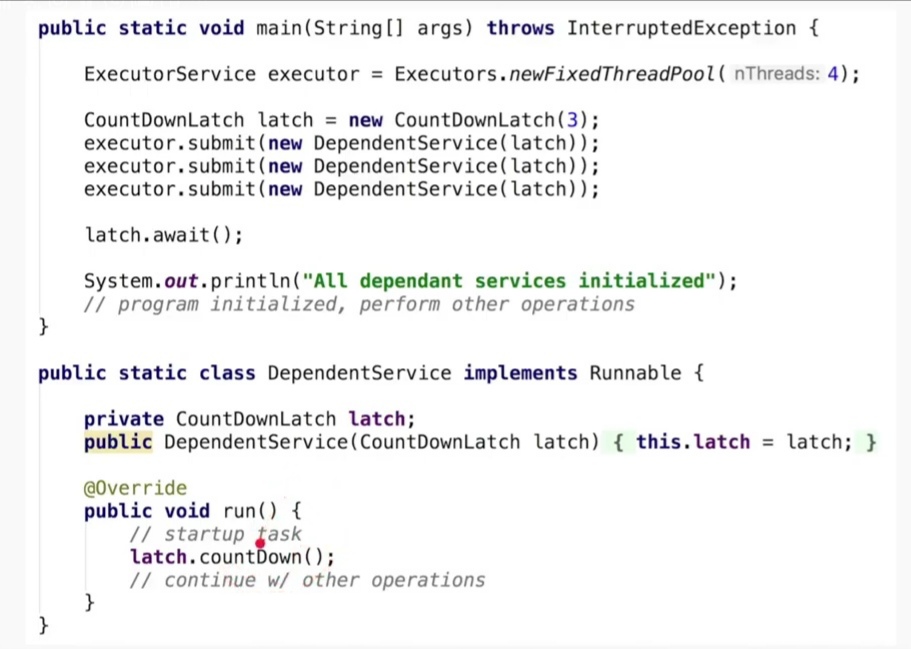 public static void main(String[] args) throws InterruptedException {
ExecutorService executor = Executors.newFixedThreadPool( nThreads: 4);
CountDownLatch latch = new CountDownLatch(3);
executor.submit(new DependentService(latch));
executor.submit(new DependentService(latch));
executor.submit(new DependentService(latch));
latch.await();
System.out.println("All dependant services initialized");
// program initialized, perform other operations
}
public static class DependentService implements Runnable {
private CountDownLatch latch;
public DependentService(CountDownLatch latch) { this.latch = latch; }
@Override
public void run() {
// startup task
latch.countDown();
// continue w/ other operations
}
}